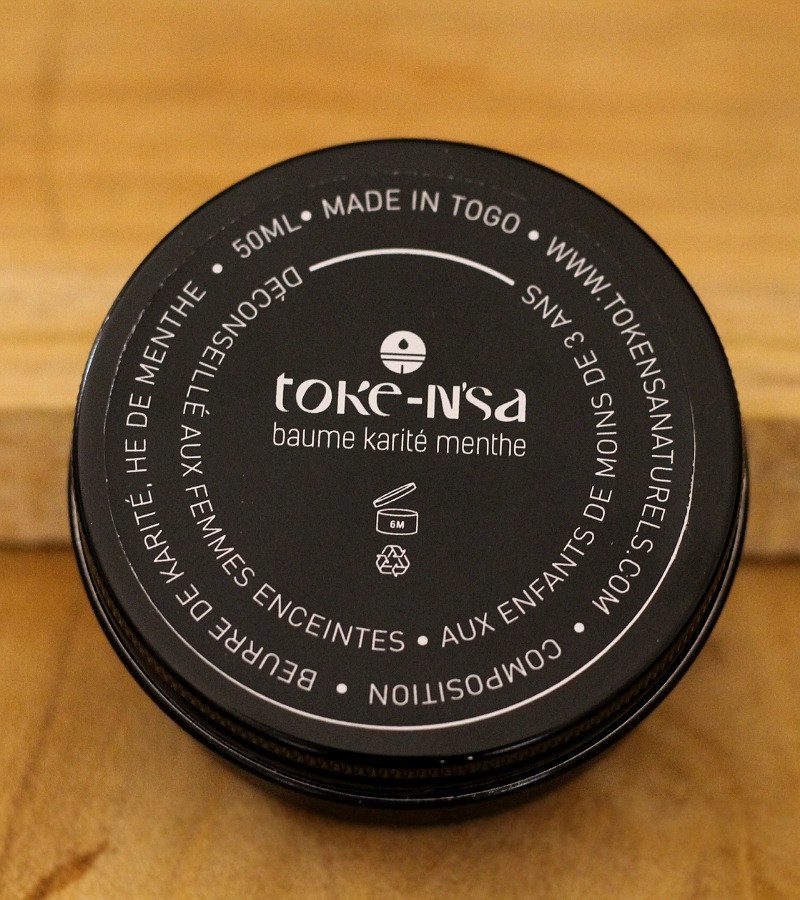 50ML • MADE IN TOGO • WWW.TOKENSANATURELS.COM • COMPOSITION • BEURRE DE KARITÉ, HE DE MENTHE •
DÉCONSEILLÉ AUX FEMMES ENCEINTES • AUX ENFANTS DE MOINS DE 3 ANS
toke-N'sa
baume karité menthe
6M